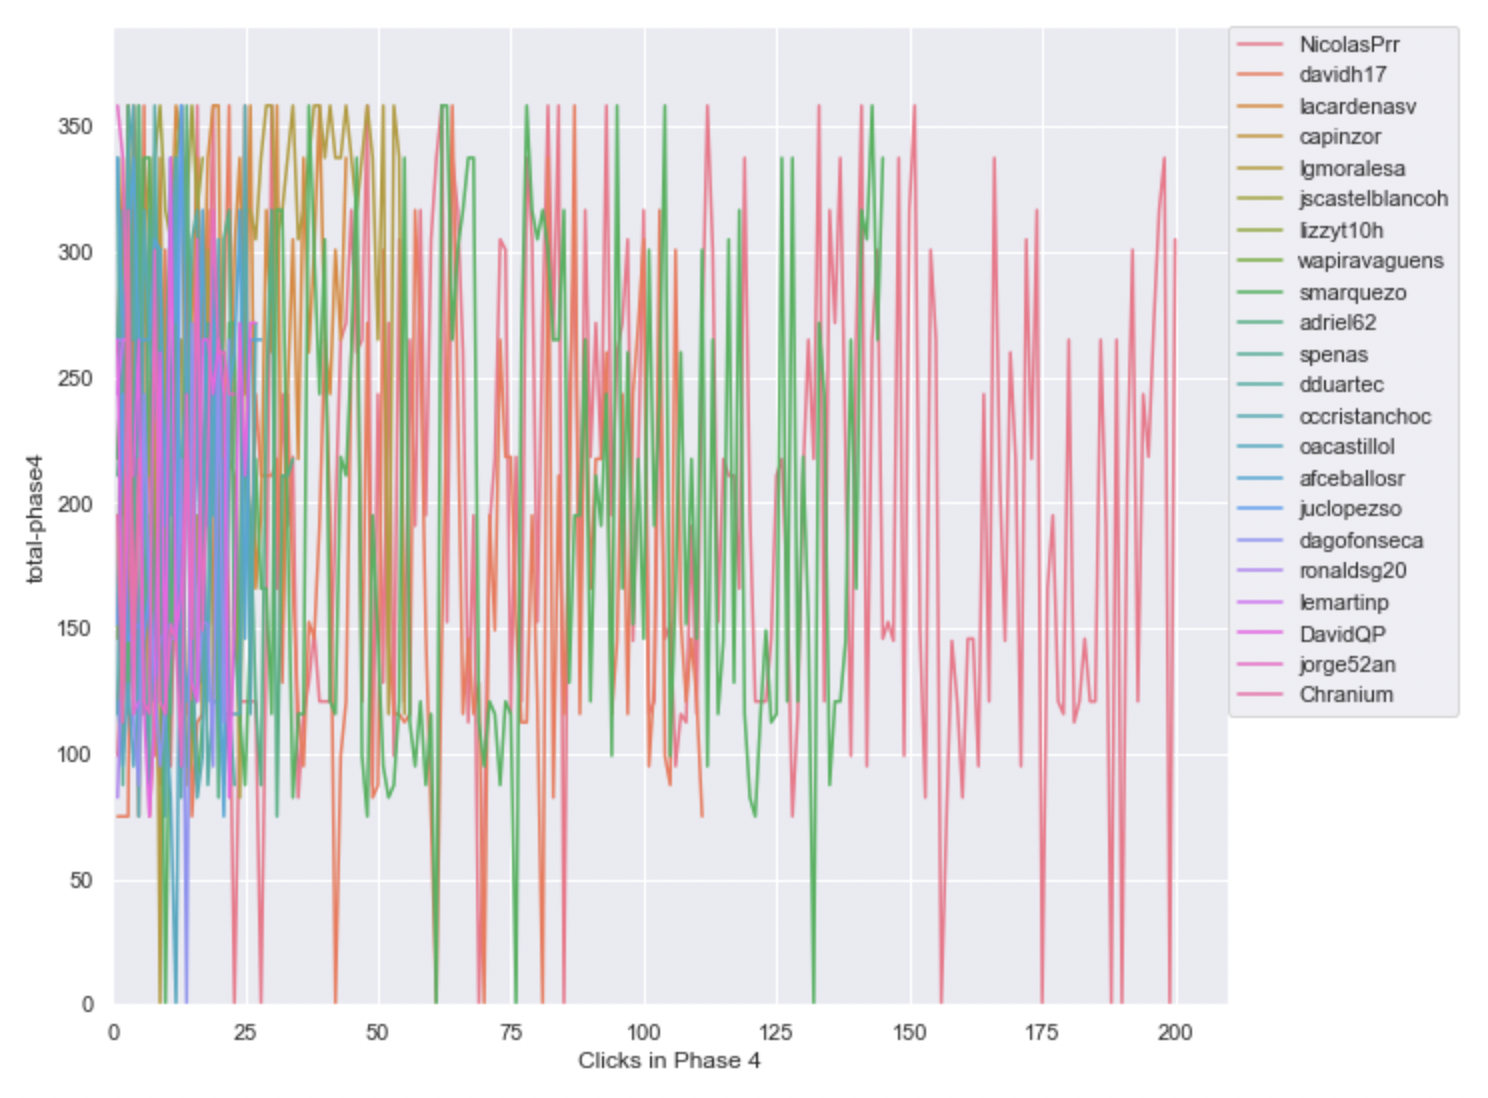 total-phase4
350
300
250
200
150
100
50
0
0 25 50 75 100 125 150 175 200
Clicks in Phase 4
NicolasPrr
davidh17
lacardenasv
capinzor
lgmoralesa
jscastelblancoh
lizzyt10h
wapiravaguens
smarquezo
adriel62
spenas
dduartec
cccristanchoc
oacastillol
afceballosr
juclopezso
dagofonseca
ronaldsg20
lemartinp
DavidQP
jorge52an
Chranium